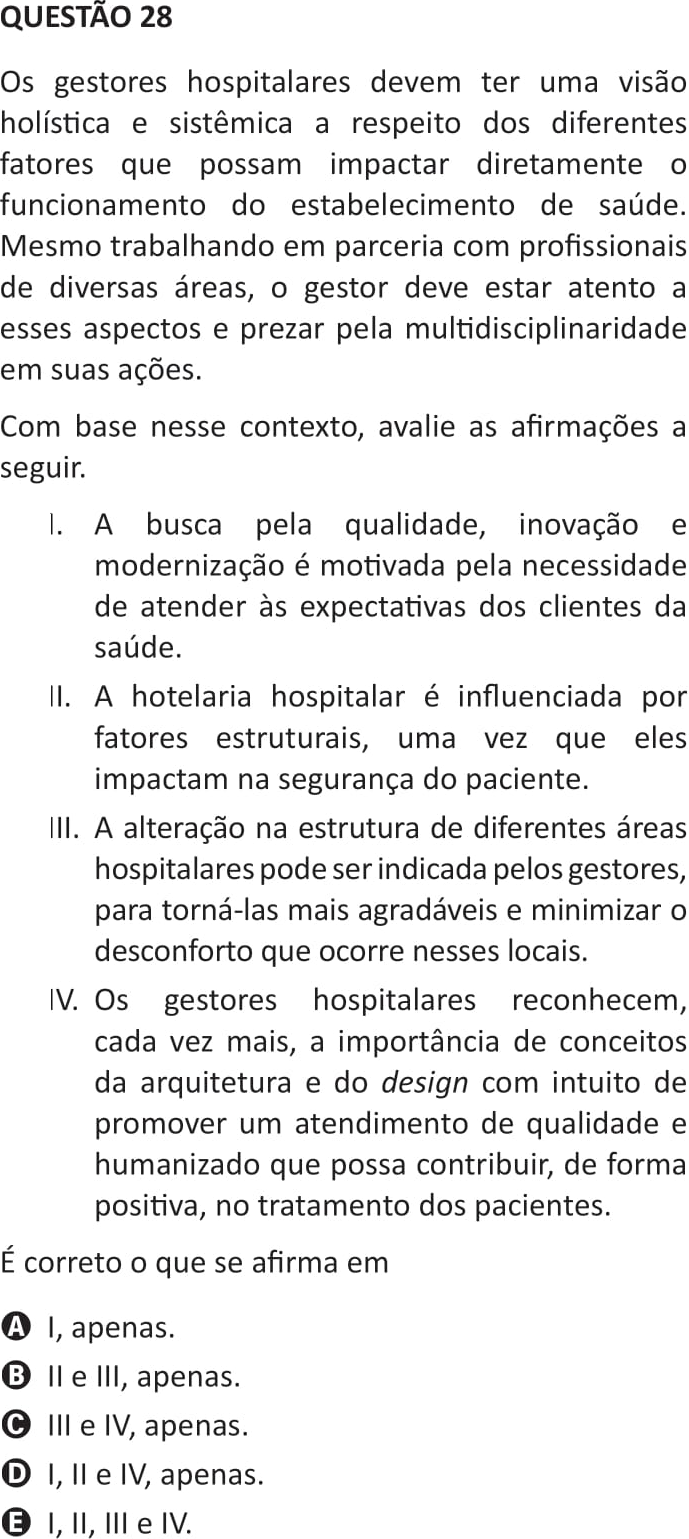 QUESTÃO 28
Os gestores hospitalares devem ter uma visão
holística e sistêmica a respeito dos diferentes
fatores que possam impactar diretamente o
funcionamento do estabelecimento de saúde.
Mesmo trabalhando em parceria com profissionais
de diversas áreas, o gestor deve estar atento a
esses aspectos e prezar pela multidisciplinaridade
em suas ações.
Com base nesse contexto, avalie as afirmações a
seguir.
I. A busca pela qualidade, inovação e
modernização é motivada pela necessidade
de atender às expectativas dos clientes da
saúde.
II. A hotelaria hospitalar é influenciada por
fatores estruturais, uma vez que eles
impactam na segurança do paciente.
III. A alteração na estrutura de diferentes áreas
hospitalares pode ser indicada pelos gestores,
para torná-las mais agradáveis e minimizar o
desconforto que ocorre nesses locais.
IV. Os gestores hospitalares reconhecem,
cada vez mais, a importância de conceitos
da arquitetura e do design com intuito de
promover um atendimento de qualidade e
humanizado que possa contribuir, de forma
positiva, no tratamento dos pacientes.
É correto o que se afirma em
A I, apenas.
B II e III, apenas.
C III e IV, apenas.
D I, II e IV, apenas.
E I, II, III e IV.